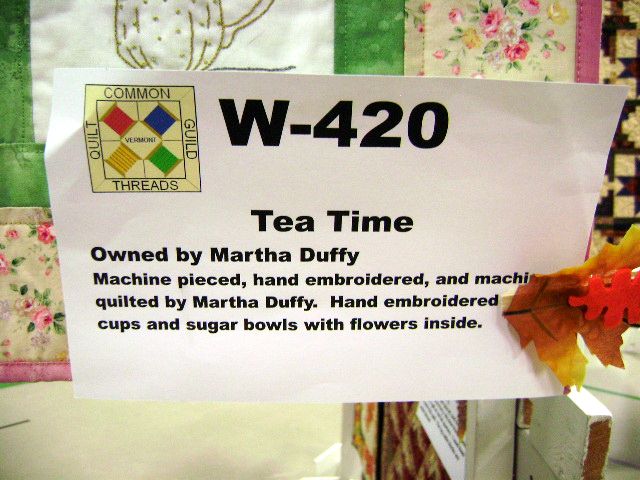 COMMON
QUILT
GUILD
VERMONT
THREADS
W-420
Tea Time
Owned by Martha Duffy
Machine pieced, hand embroidered, and
quilted by Martha Duffy. Hand embroidered
cups and sugar bowls with flowers inside.